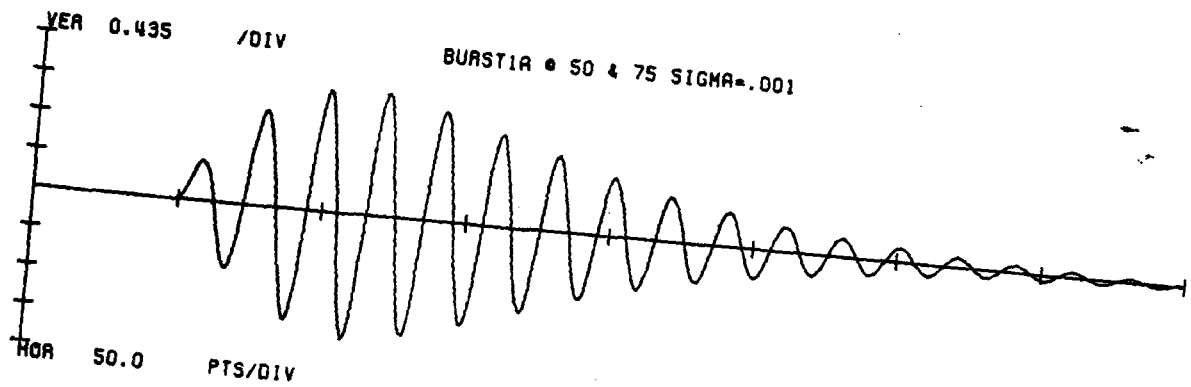 VER 0.435 /DIV
BURST1A @ 50 & 75 SIGMA=.001
HOR 50.0 PTS/DIV